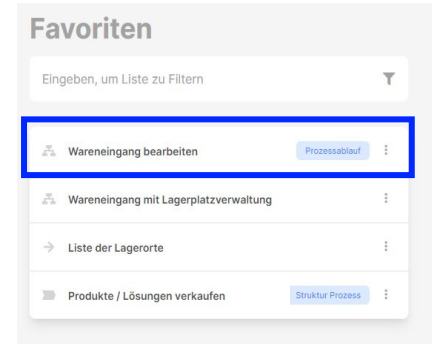 Favoriten
Eingeben, um Liste zu Filtern
Wareneingang bearbeiten Prozessablauf
Wareneingang mit Lagerplatzverwaltung
Liste der Lagerorte
Produkte / Lösungen verkaufen Struktur Prozess